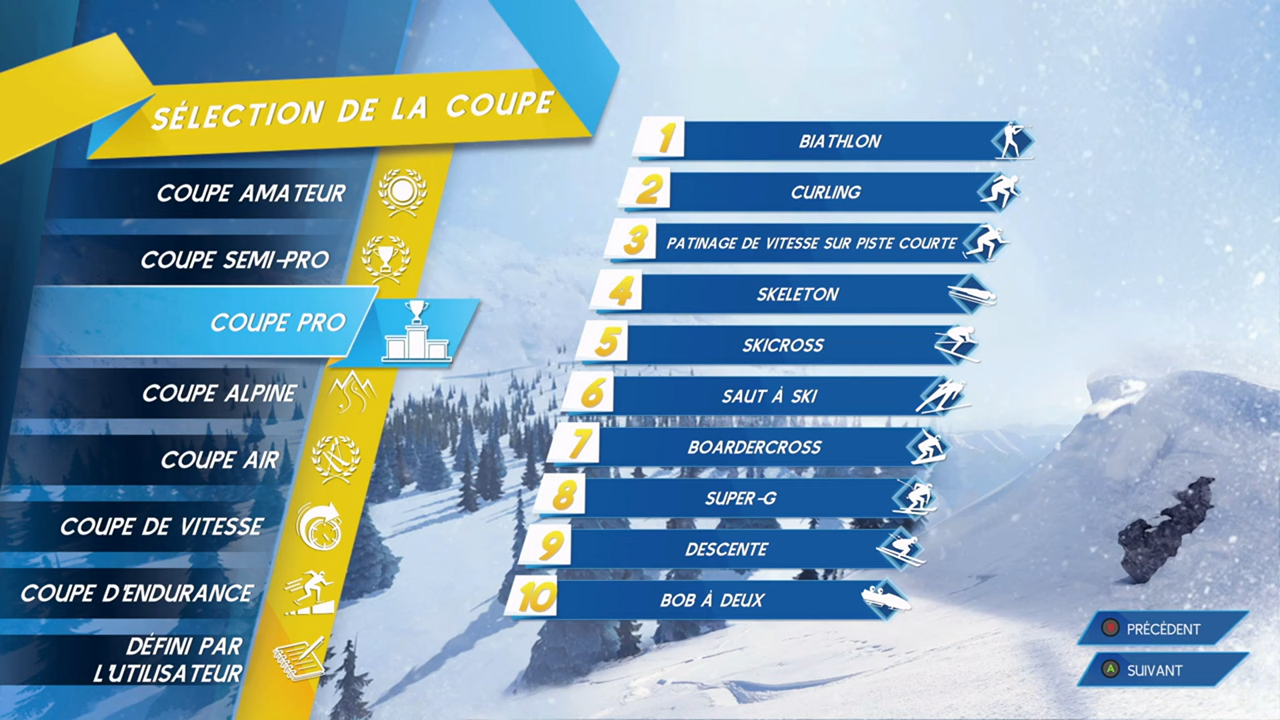 SÉLECTION DE LA COUPE
COUPE AMATEUR
COUPE SEMI-PRO
COUPE PRO
COUPE ALPINE
COUPE AIR
COUPE DE VITESSE
COUPE D'ENDURANCE
DÉFINI PAR
L'UTILISATEUR
1 BIATHLON
2 CURLING
3 PATINAGE DE VITESSE SUR PISTE COURTE
4 SKELETON
5 SKICROSS
6 SAUT À SKI
7 BOARDERCROSS
8 SUPER-G
9 DESCENTE
10 BOB À DEUX
PRÉCÉDENT
A SUIVANT